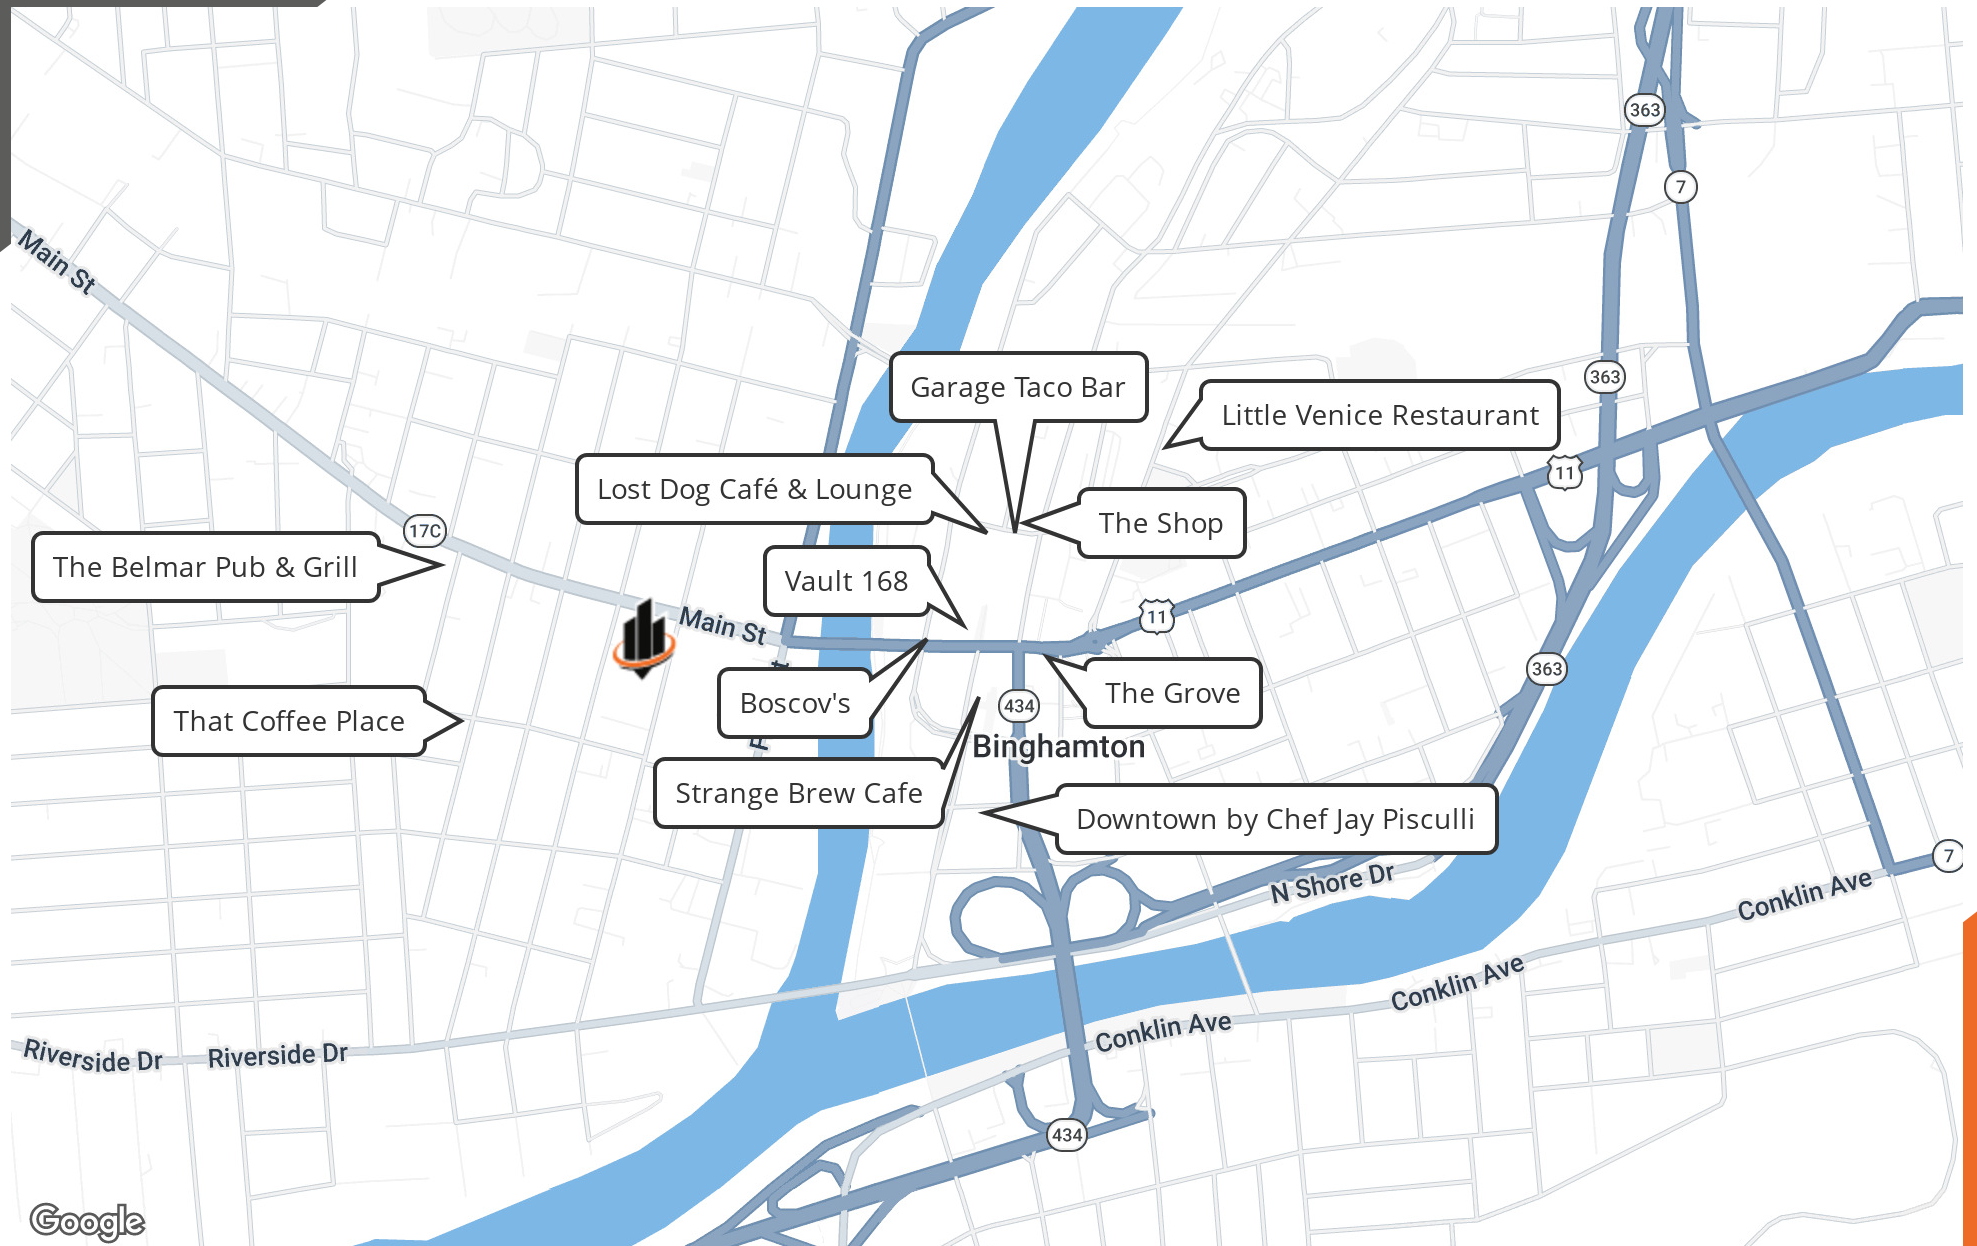 363
7
Main St
Garage Taco Bar
363
Little Venice Restaurant
11
Lost Dog Café & Lounge
The Shop
17C
The Belmar Pub & Grill
Vault 168
11
Main St
363
Boscov's
The Grove
434
That Coffee Place
Binghamton
Strange Brew Cafe
Downtown by Chef Jay Pisculli
7
N Shore Dr
Conklin Ave
Conklin Ave
Conklin Ave
Riverside Dr
Riverside Dr
434
Google